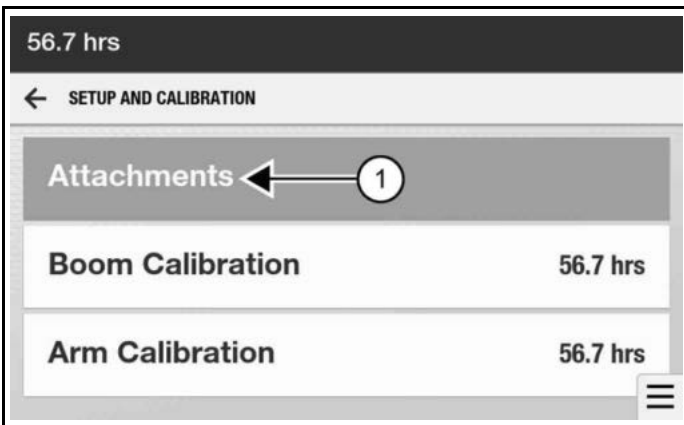 56.7 hrs
← SETUP AND CALIBRATION
Attachments 1
Boom Calibration 56.7 hrs
Arm Calibration 56.7 hrs